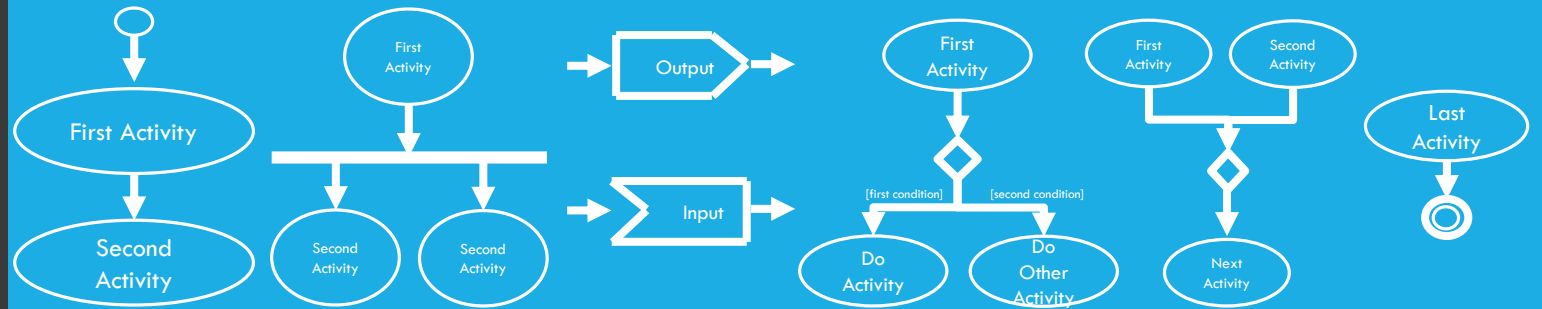 First Activity
Second
Activity
First
Activity
Second
Activity
Second
Activity
Output
Input
First
Activity
[first condition]
[second condition]
Do
Activity
Do
Other
Activity
First
Activity
Second
Activity
Next
Activity
Last
Activity